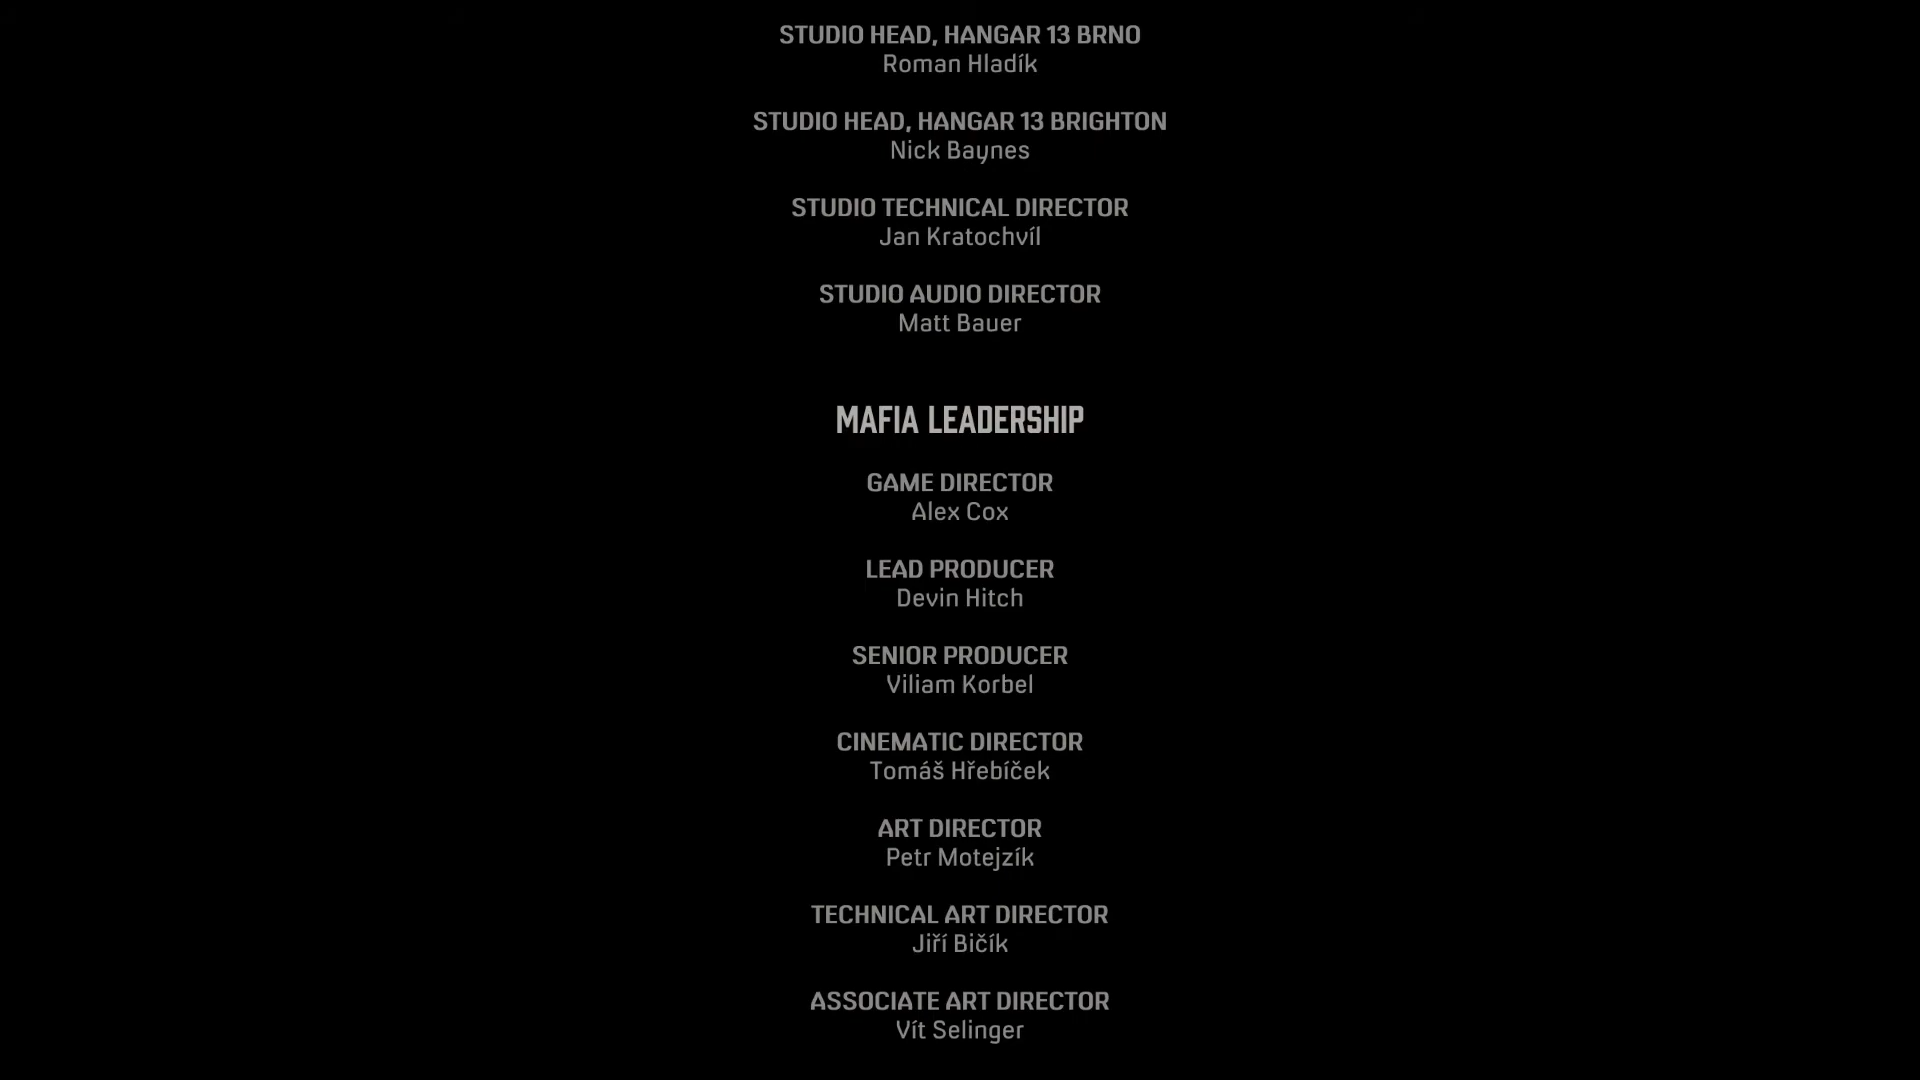 STUDIO HEAD, HANGAR 13 BRNO
Roman Hladík
STUDIO HEAD, HANGAR 13 BRIGHTON
Nick Baynes
STUDIO TECHNICAL DIRECTOR
Jan Kratochvíl
STUDIO AUDIO DIRECTOR
Matt Bauer
MAFIA LEADERSHIP
GAME DIRECTOR
Alex Cox
LEAD PRODUCER
Devin Hitch
SENIOR PRODUCER
Viliam Korbel
CINEMATIC DIRECTOR
Tomáš Hřebíček
ART DIRECTOR
Petr Motejzík
TECHNICAL ART DIRECTOR
Jiří Bičík
ASSOCIATE ART DIRECTOR
Vít Selinger